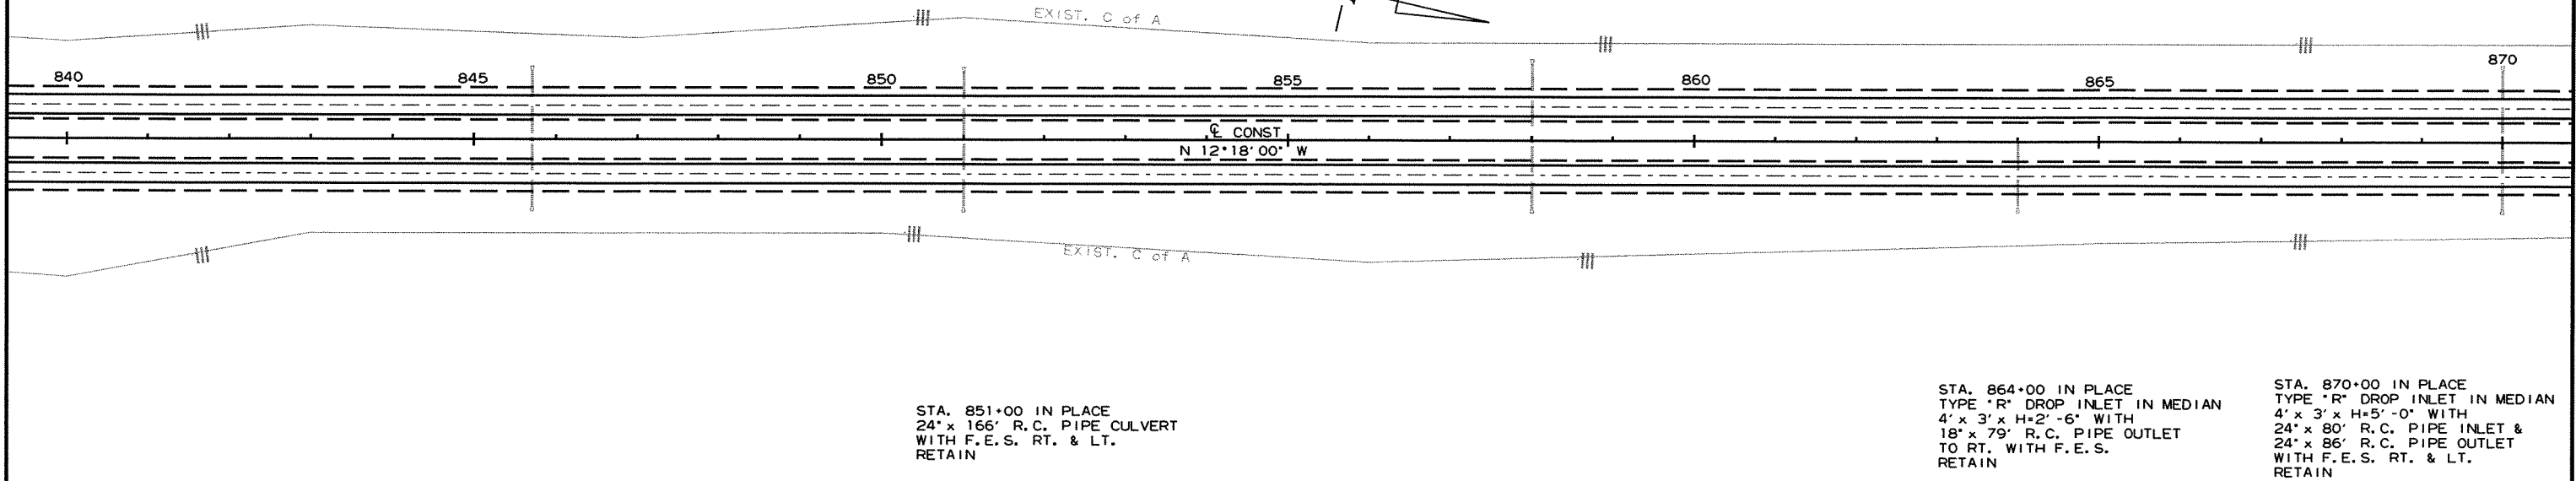 EXIST. C of A
840
845
850
855
860
865
870
℄ CONST
N 12°18'00" W
EXIST. C of A
STA. 851+00 IN PLACE
24" x 166' R.C. PIPE CULVERT
WITH F.E.S. RT. & LT.
RETAIN
STA. 864+00 IN PLACE
TYPE "R" DROP INLET IN MEDIAN
4' x 3' x H=2'-6" WITH
18" x 79' R.C. PIPE OUTLET
TO RT. WITH F.E.S.
RETAIN
STA. 870+00 IN PLACE
TYPE "R" DROP INLET IN MEDIAN
4' x 3' x H=5'-0" WITH
24" x 80' R.C. PIPE INLET &
24" x 86' R.C. PIPE OUTLET
WITH F.E.S. RT. & LT.
RETAIN